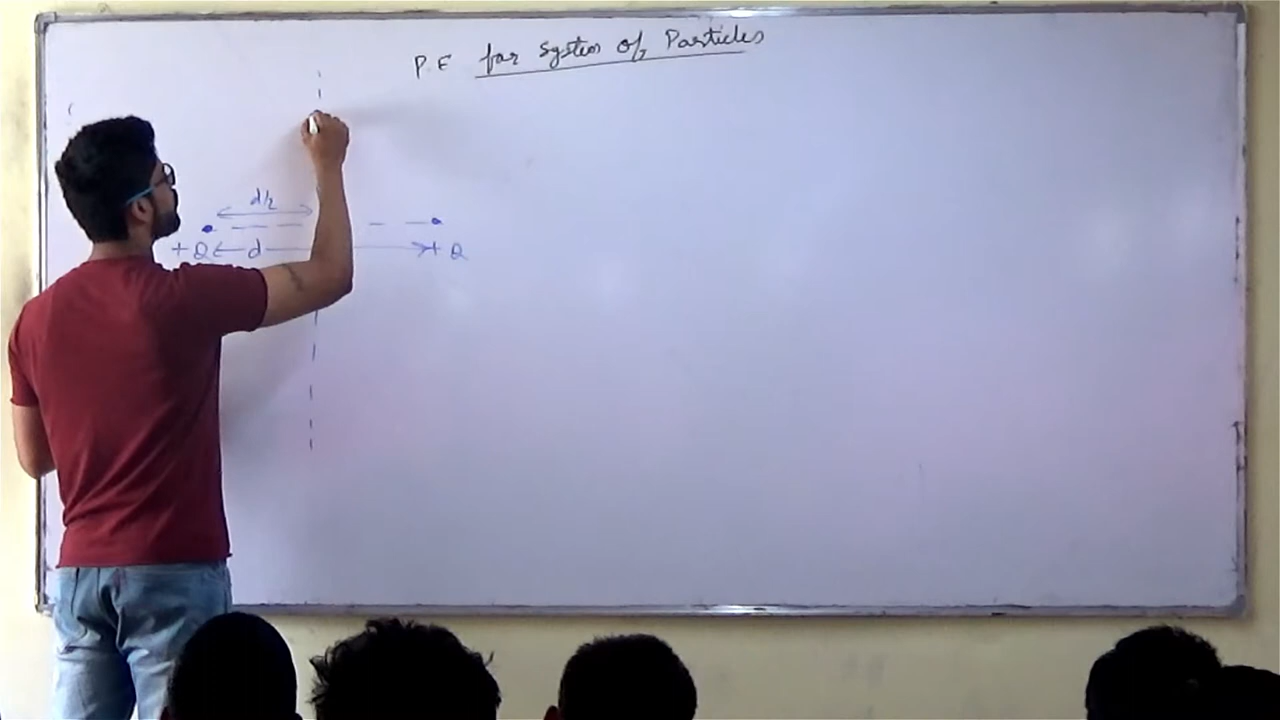 P.E for System of Particles
d/2
+Q d +Q